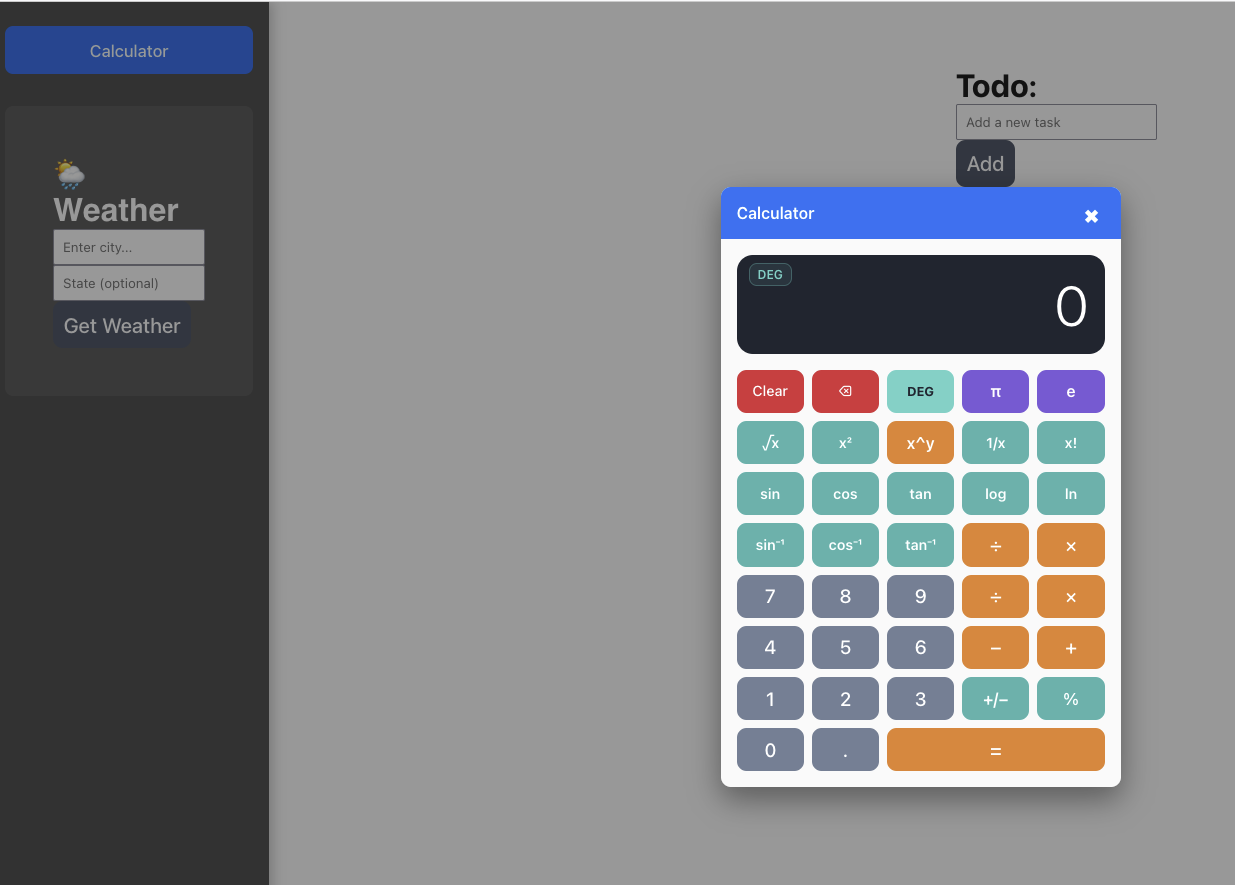 Calculator
Weather
Enter city...
State (optional)
Get Weather
Todo:
Add a new task
Add
Calculator ✖
DEG
0
Clear ⌫ DEG π e
√x x² x^y 1/x x!
sin cos tan log ln
sin⁻¹ cos⁻¹ tan⁻¹ ÷ ×
7 8 9 ÷ ×
4 5 6 − +
1 2 3 +/− %
0 . =